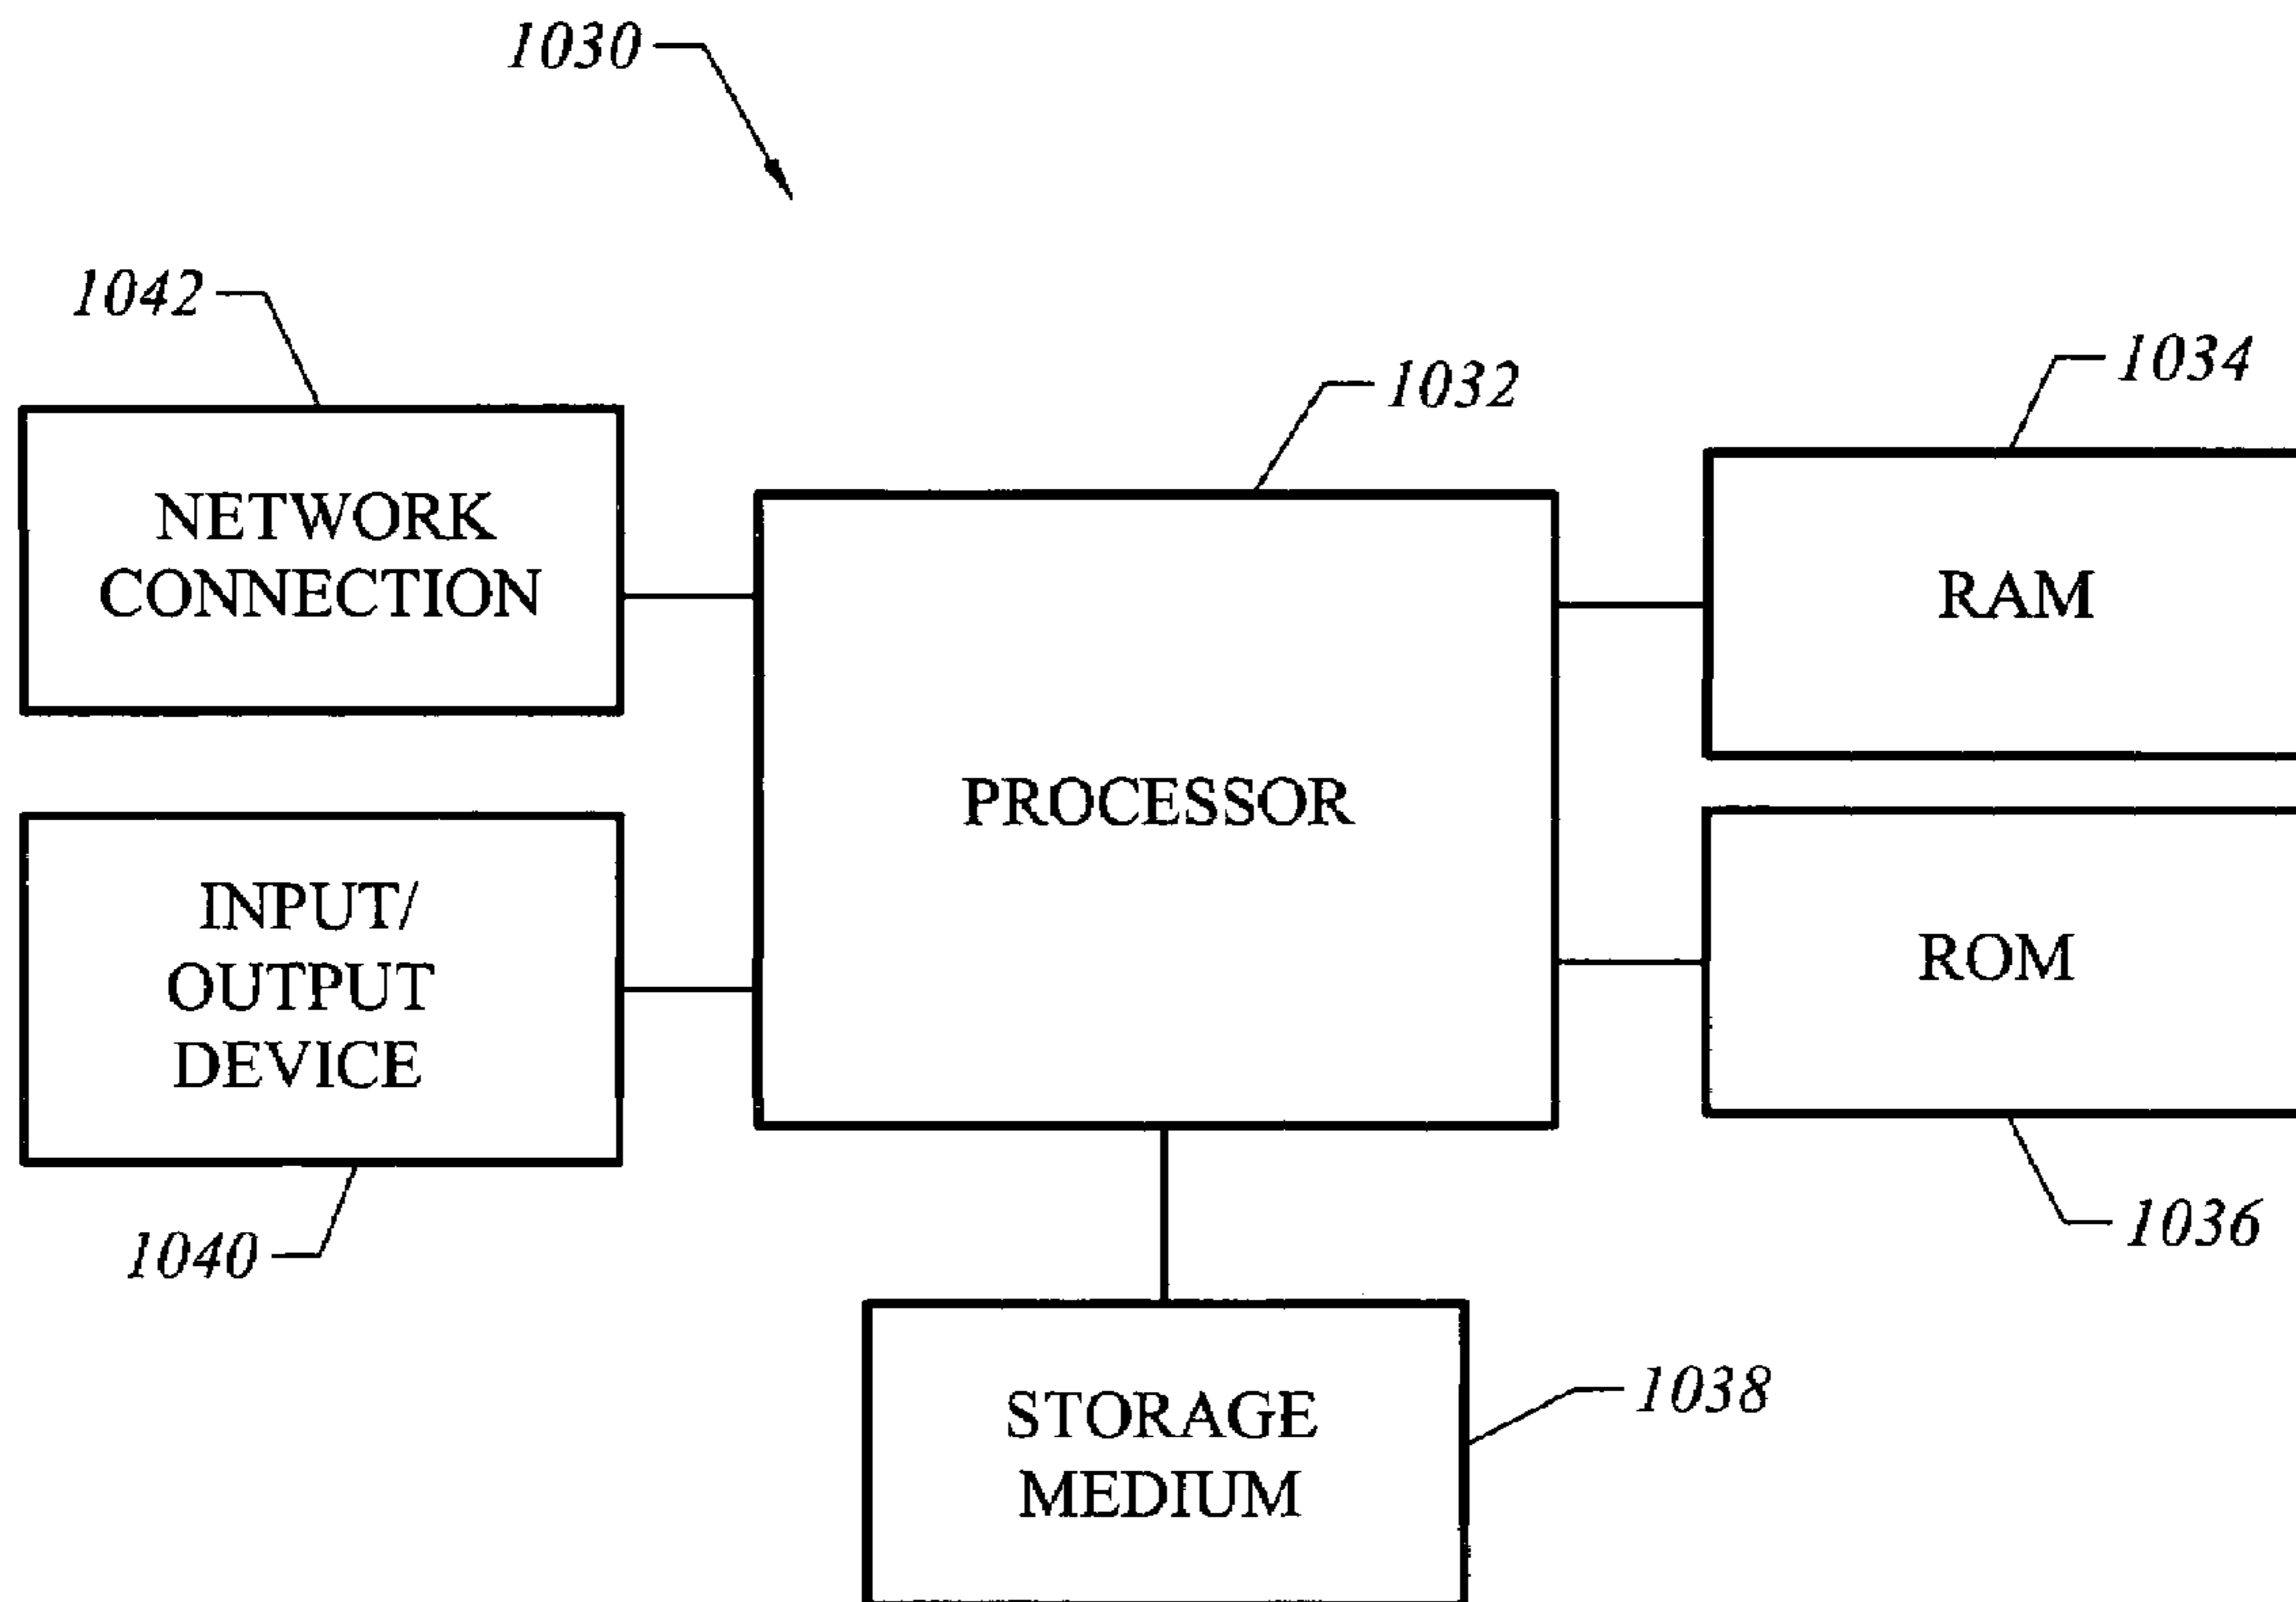 1030
1042
1034
1032
NETWORK
CONNECTION
RAM
PROCESSOR
INPUT/
OUTPUT
DEVICE
ROM
1040
1036
STORAGE
MEDIUM
1038